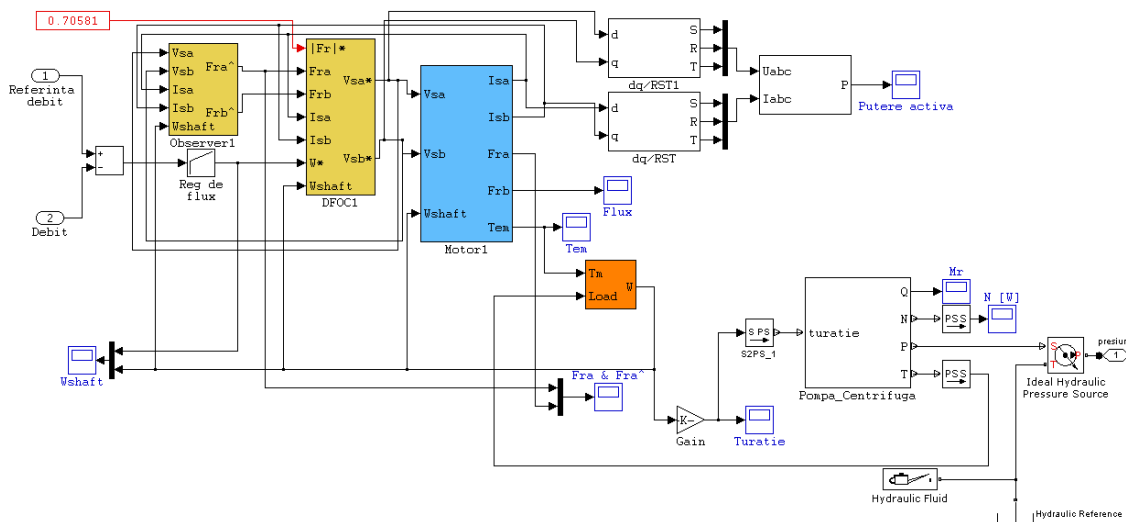 0.70581
1
Referinta
debit
2
Debit
+
-
Vsa
Vsb
Isa
Isb
Wshaft
Fra^
Frb^
Observer1
Reg de
flux
|Fr|*
Fra
Frb
Isa
Isb
W*
Wshaft
Vsa*
Vsb*
DFOC1
Vsa
Vsb
Wshaft
Isa
Isb
Fra
Frb
Tem
Motor1
d
q
S
R
T
dq/RST1
d
q
S
R
T
dq/RST
Uabc
Iabc
P
Putere activa
Flux
Tem
Tm
Load
W
Wshaft
Fra & Fra^
K-
Gain
Turatie
S PS
S2PS_1
turatie
Q
N
P
T
Pompa_Centrifuga
Mr
N [W]
PSS
PSS
S
P
T
Ideal Hydraulic
Pressure Source
presiur
1
Hydraulic Fluid
Hydraulic Reference